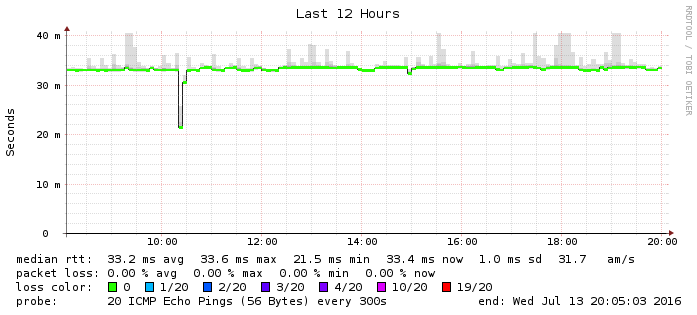 Last 12 Hours
RRDTOOL / TOBI OETIKER
Seconds
40 m
30 m
20 m
10 m
0
10:00 12:00 14:00 16:00 18:00 20:00
median rtt: 33.2 ms avg 33.6 ms max 21.5 ms min 33.4 ms now 1.0 ms sd 31.7 am/s
packet loss: 0.00 % avg 0.00 % max 0.00 % min 0.00 % now
loss color: 0 1/20 2/20 3/20 4/20 10/20 19/20
probe: 20 ICMP Echo Pings (56 Bytes) every 300s end: Wed Jul 13 20:05:03 2016